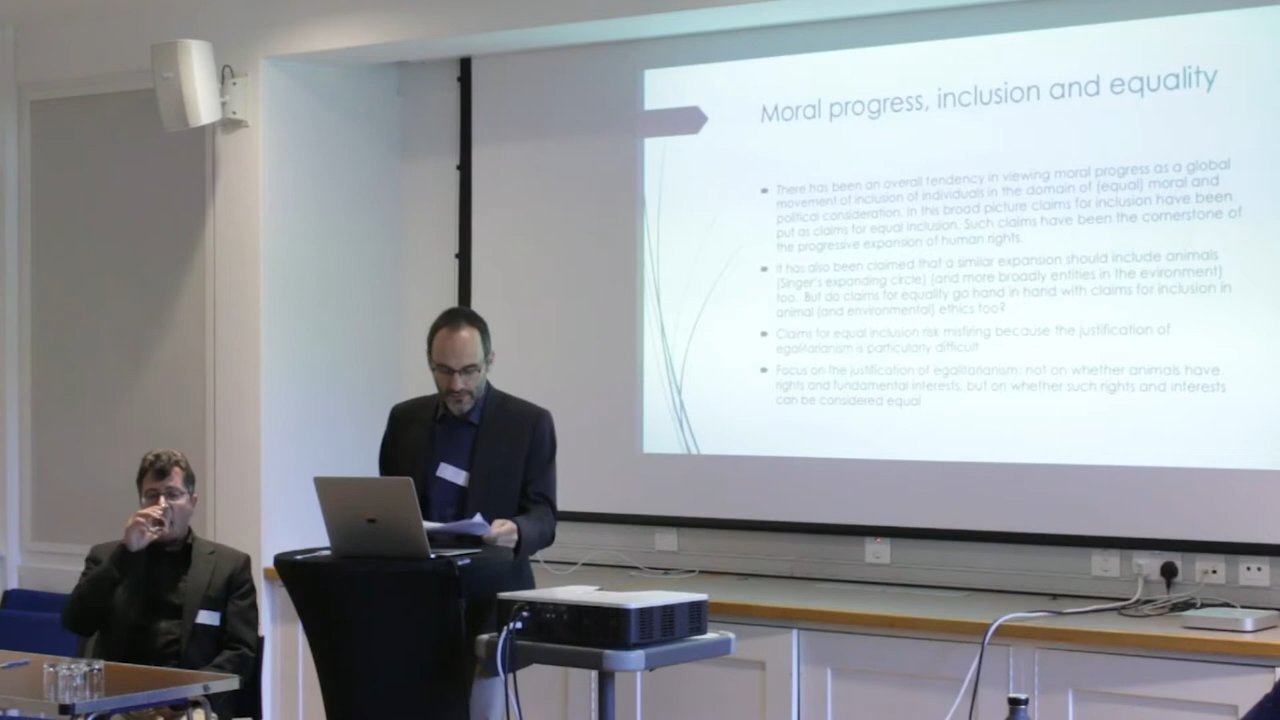 Moral progress, inclusion and equality
There has been an overall tendency in viewing moral progress as a global
movement of inclusion of individuals in the domain of (equal) moral and
political consideration. In this broad picture claims for inclusion have been
put as claims for equal inclusion. Such claims have been the cornerstone of
the progressive expansion of human rights.
It has also been claimed that a similar expansion should include animals
(Singer's expanding circle) (and more broadly entities in the evironment)
too. But do claims for equality go hand in hand with claims for inclusion in
animal (and environmental) ethics too?
Claims for equal inclusion risk misfiring because the justification of
egalitarianism is particularly difficult
Focus on the justification of egalitarianism: not on whether animals have
rights and fundamental interests, but on whether such rights and interests
can be considered equal